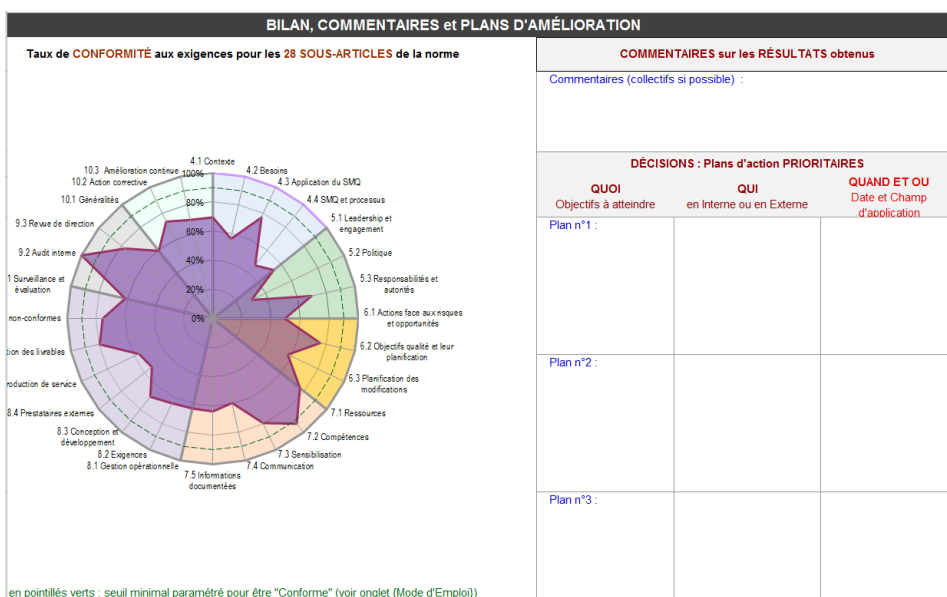 BILAN, COMMENTAIRES et PLANS D'AMÉLIORATION
Taux de CONFORMITÉ aux exigences pour les 28 SOUS-ARTICLES de la norme
4.1 Contexte
4.2 Besoins
4.3 Application du SMQ
4.4 SMQ et processus
5.1 Leadership et
engagement
5.2 Politique
5.3 Responsabilités et
autorités
6.1 Actions face aux risques
et opportunités
6.2 Objectifs qualité et leur
planification
6.3 Planification des
modifications
7.1 Ressources
7.2 Compétences
7.3 Sensibilisation
7.4 Communication
7.5 Informations
documentées
8.1 Gestion opérationnelle
8.2 Exigences
8.3 Conception et
développement
8.4 Prestataires externes
roduction de service
tion des livrables
non-conformes
1 Surveillance et
évaluation
9.2 Audit interne
9.3 Revue de direction
10.1 Généralités
10.2 Action corrective
10.3 Amélioration continue
100%
80%
60%
40%
20%
0%
en pointillés verts : seuil minimal paramétré pour être "Conforme" (voir onglet {Mode d'Emploi})
COMMENTAIRES sur les RÉSULTATS obtenus
Commentaires (collectifs si possible) :
DÉCISIONS : Plans d'action PRIORITAIRES
QUOI
Objectifs à atteindre
QUI
en Interne ou en Externe
QUAND ET OU
Date et Champ
d'application
Plan n°1 :
Plan n°2 :
Plan n°3 :